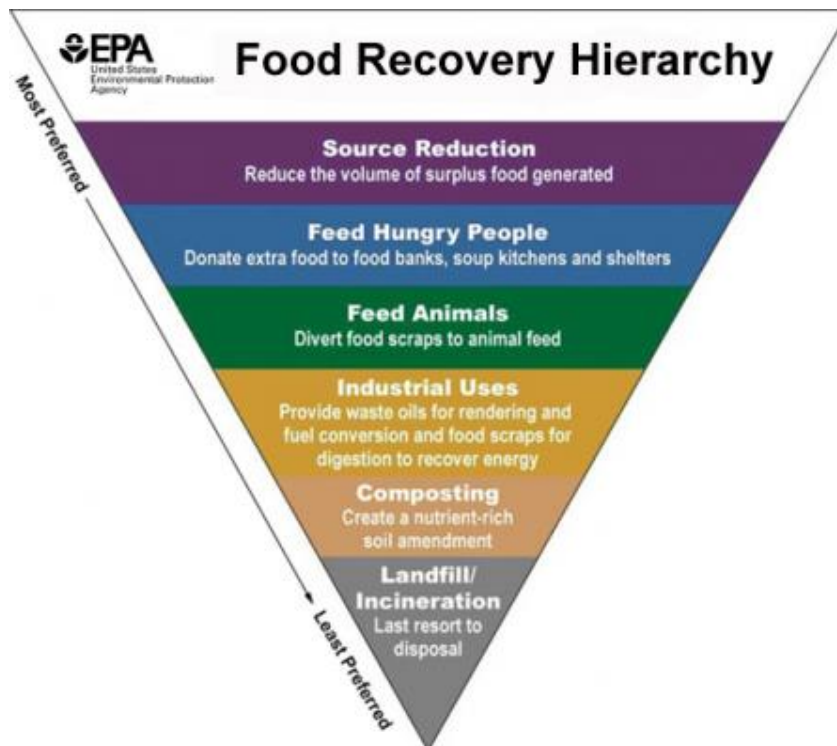 EPA
United States
Environmental Protection
Agency
Food Recovery Hierarchy
Most Preferred
Source Reduction
Reduce the volume of surplus food generated
Feed Hungry People
Donate extra food to food banks, soup kitchens and shelters
Feed Animals
Divert food scraps to animal feed
Industrial Uses
Provide waste oils for rendering and
fuel conversion and food scraps for
digestion to recover energy
Composting
Create a nutrient-rich
soil amendment
Landfill/
Incineration
Last resort to
disposal
Least Preferred